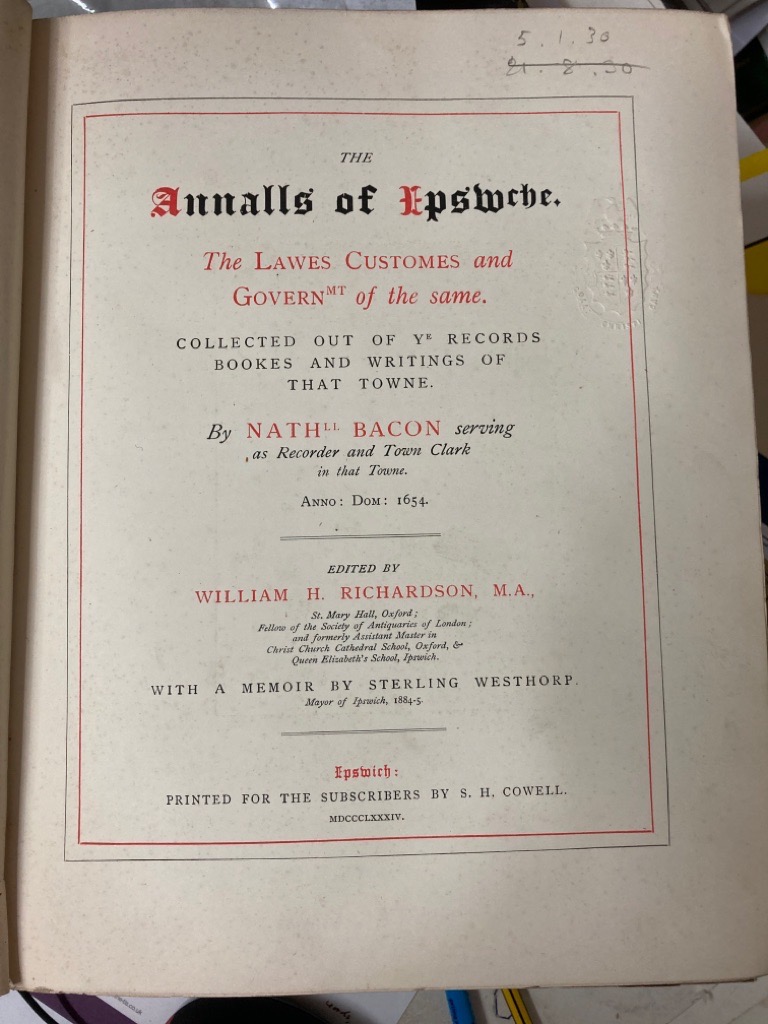 5.1.30
THE
Annalls of Ipswche.
The LAWES CUSTOMES and
GOVERNᴹᵀ of the same.
COLLECTED OUT OF Yᴱ RECORDS
BOOKES AND WRITINGS OF
THAT TOWNE.
By NATHᴸᴸ BACON serving
as Recorder and Town Clark
in that Towne.
ANNO: DOM: 1654.
EDITED BY
WILLIAM H. RICHARDSON, M.A.,
St. Mary Hall, Oxford;
Fellow of the Society of Antiquaries of London;
and formerly Assistant Master in
Christ Church Cathedral School, Oxford, &
Queen Elizabeth's School, Ipswich.
WITH A MEMOIR BY STERLING WESTHORP.
Mayor of Ipswich, 1884-5.
Ipswich:
PRINTED FOR THE SUBSCRIBERS BY S. H. COWELL.
MDCCCLXXXIV.